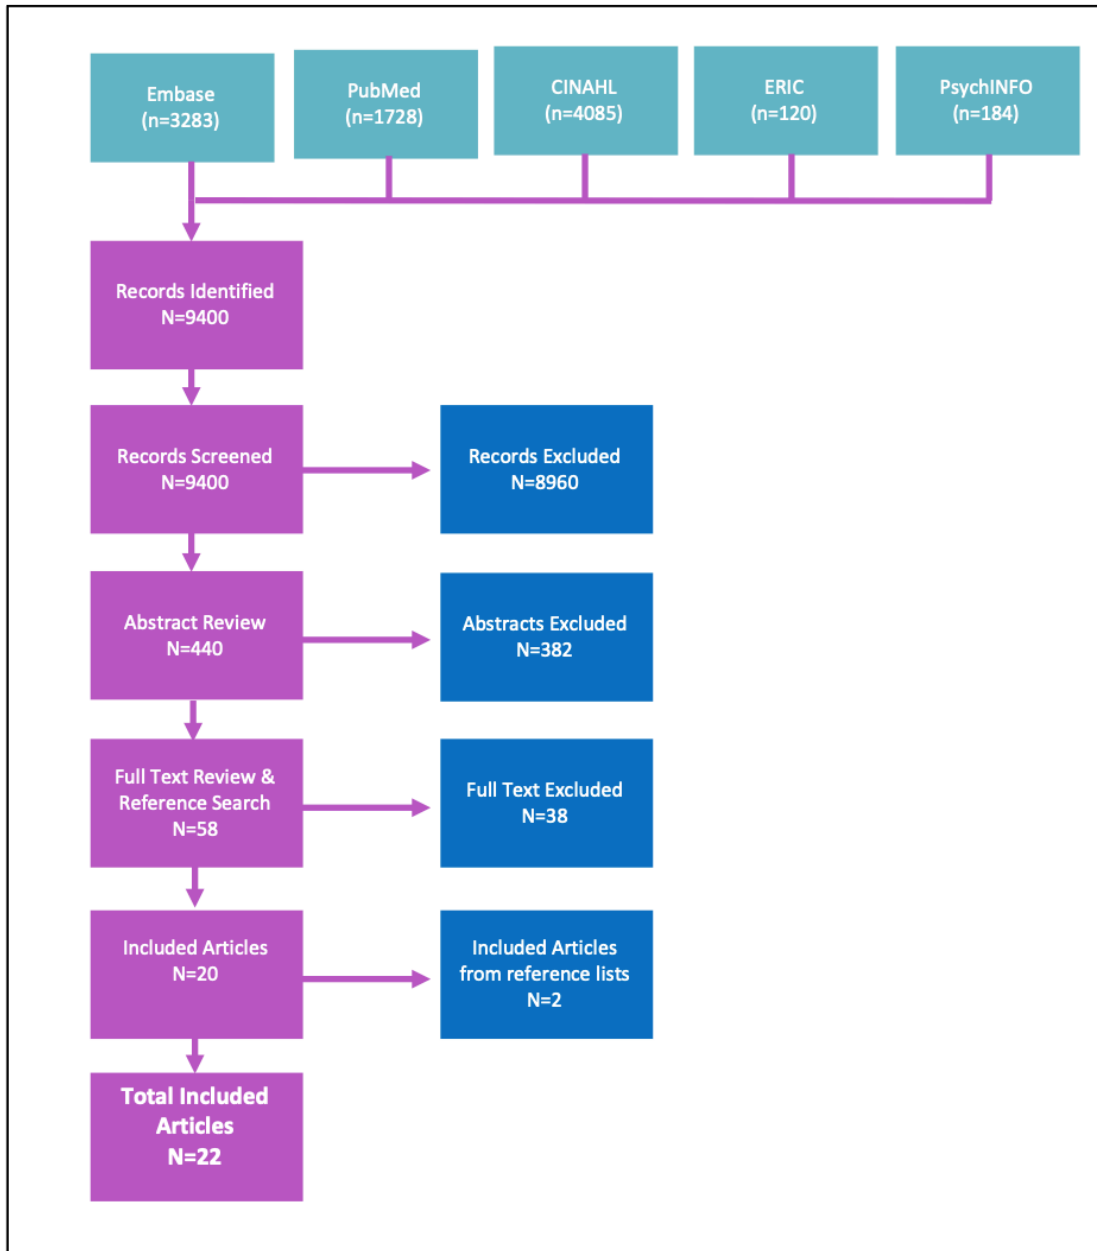 Embase
(n=3283)
PubMed
(n=1728)
CINAHL
(n=4085)
ERIC
(n=120)
PsychINFO
(n=184)
Records Identified
N=9400
Records Screened
N=9400
Records Excluded
N=8960
Abstract Review
N=440
Abstracts Excluded
N=382
Full Text Review &
Reference Search
N=58
Full Text Excluded
N=38
Included Articles
N=20
Included Articles
from reference lists
N=2
Total Included
Articles
N=22